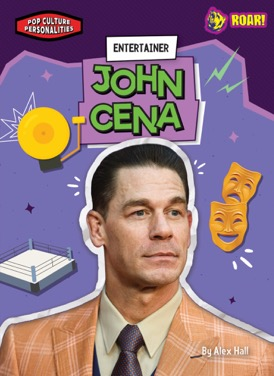 POP CULTURE
PERSONALITIES
ROAR!
ENTERTAINER
JOHN
CENA
By Alex Hall